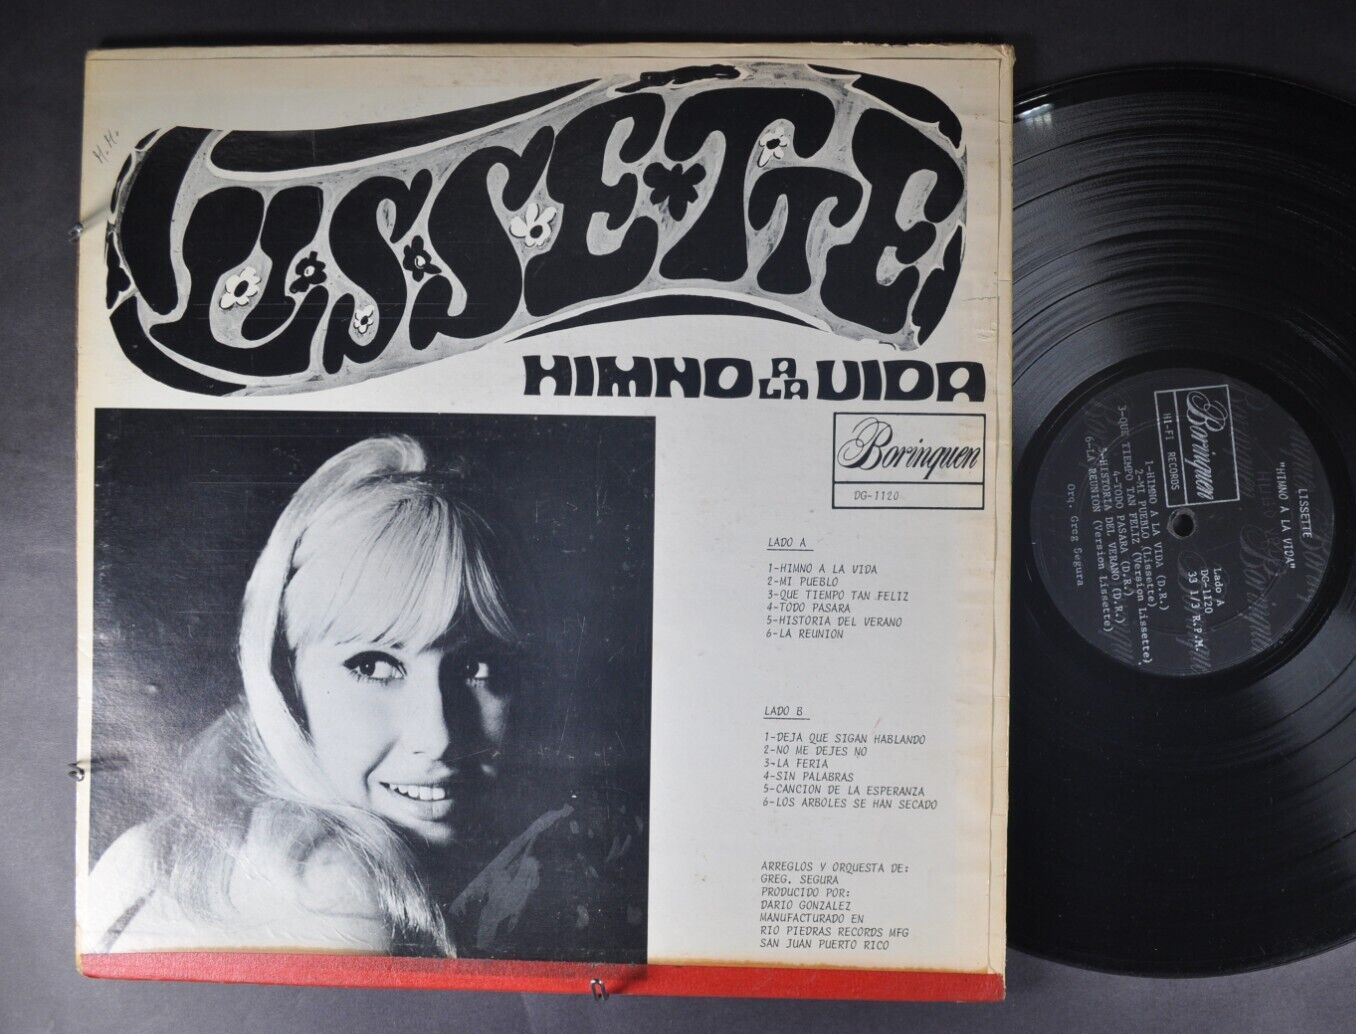 M.M.
LISSETTE
HIMNO A LA VIDA
Borinquen
DG-1120
LADO A
1-HIMNO A LA VIDA
2-MI PUEBLO
3-QUE TIEMPO TAN FELIZ
4-TODO PASARA
5-HISTORIA DEL VERANO
6-LA REUNION
LADO B
1-DEJA QUE SIGAN HABLANDO
2-NO ME DEJES NO
3-LA FERIA
4-SIN PALABRAS
5-CANCION DE LA ESPERANZA
6-LOS ARBOLES SE HAN SECADO
ARREGLOS Y ORQUESTA DE:
GREG. SEGURA
PRODUCIDO POR:
DARIO GONZALEZ
MANUFACTURADO EN
RIO PIEDRAS RECORDS MFG
SAN JUAN PUERTO RICO
Borinquen
HI-FI RECORDS
LISSETTE
"HIMNO A LA VIDA"
Lado A
DG-1120
33 1/3 R.P.M.
1-HIMNO A LA VIDA (D.R.)
2-MI PUEBLO (Lissette)
3-QUE TIEMPO TAN FELIZ (Version Lissette)
4-TODO PASARA (D.R.)
5-HISTORIA DEL VERANO (D.R.)
6-LA REUNION (Version Lissette)
Orq. Greg Segura